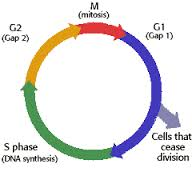 M
(mitosis)
G2
(Gap 2)
G1
(Gap 1)
S phase
(DNA synthesis)
Cells that
cease
division